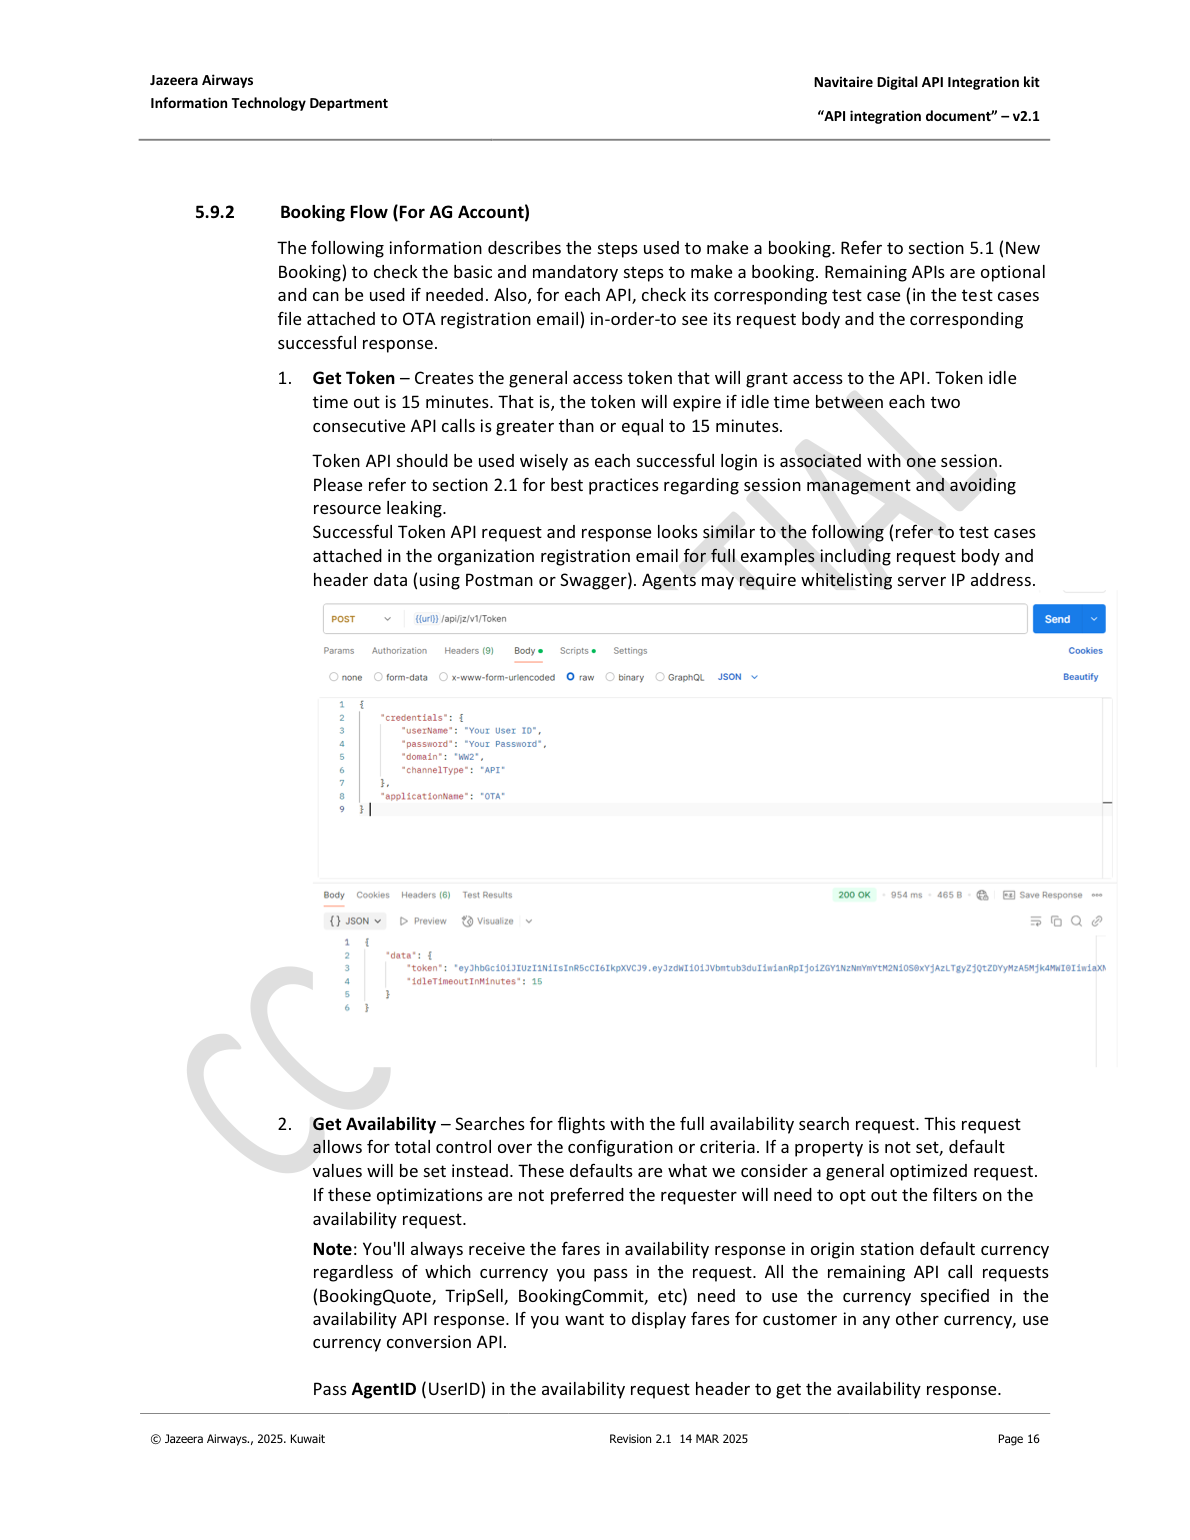 Jazeera Airways
Information Technology Department
Navitaire Digital API Integration kit
“API integration document” – v2.1
5.9.2 Booking Flow (For AG Account)
The following information describes the steps used to make a booking. Refer to section 5.1 (New
Booking) to check the basic and mandatory steps to make a booking. Remaining APIs are optional
and can be used if needed. Also, for each API, check its corresponding test case (in the test cases
file attached to OTA registration email) in-order-to see its request body and the corresponding
successful response.
1. Get Token – Creates the general access token that will grant access to the API. Token idle
time out is 15 minutes. That is, the token will expire if idle time between each two
consecutive API calls is greater than or equal to 15 minutes.
Token API should be used wisely as each successful login is associated with one session.
Please refer to section 2.1 for best practices regarding session management and avoiding
resource leaking.
Successful Token API request and response looks similar to the following (refer to test cases
attached in the organization registration email for full examples including request body and
header data (using Postman or Swagger). Agents may require whitelisting server IP address.
POST {{url}} /api/jz/v1/Token Send
Params Authorization Headers (9) Body Scripts Settings Cookies
none form-data x-www-form-urlencoded raw binary GraphQL JSON Beautify
1 {
2 "credentials": {
3 "userName": "Your User ID",
4 "password": "Your Password",
5 "domain": "WW2",
6 "channelType": "API"
7 },
8 "applicationName": "OTA"
9 }
Body Cookies Headers (6) Test Results 200 OK 954 ms 465 B Save Response
{} JSON Preview Visualize
1 {
2 "data": {
3 "token":
4 "idleTimeoutInMinutes": 15
5 }
6 }
2. Get Availability – Searches for flights with the full availability search request. This request
allows for total control over the configuration or criteria. If a property is not set, default
values will be set instead. These defaults are what we consider a general optimized request.
If these optimizations are not preferred the requester will need to opt out the filters on the
availability request.
Note: You'll always receive the fares in availability response in origin station default currency
regardless of which currency you pass in the request. All the remaining API call requests
(BookingQuote, TripSell, BookingCommit, etc) need to use the currency specified in the
availability API response. If you want to display fares for customer in any other currency, use
currency conversion API.
Pass AgentID (UserID) in the availability request header to get the availability response.
© Jazeera Airways., 2025. Kuwait
Revision 2.1 14 MAR 2025
Page 16